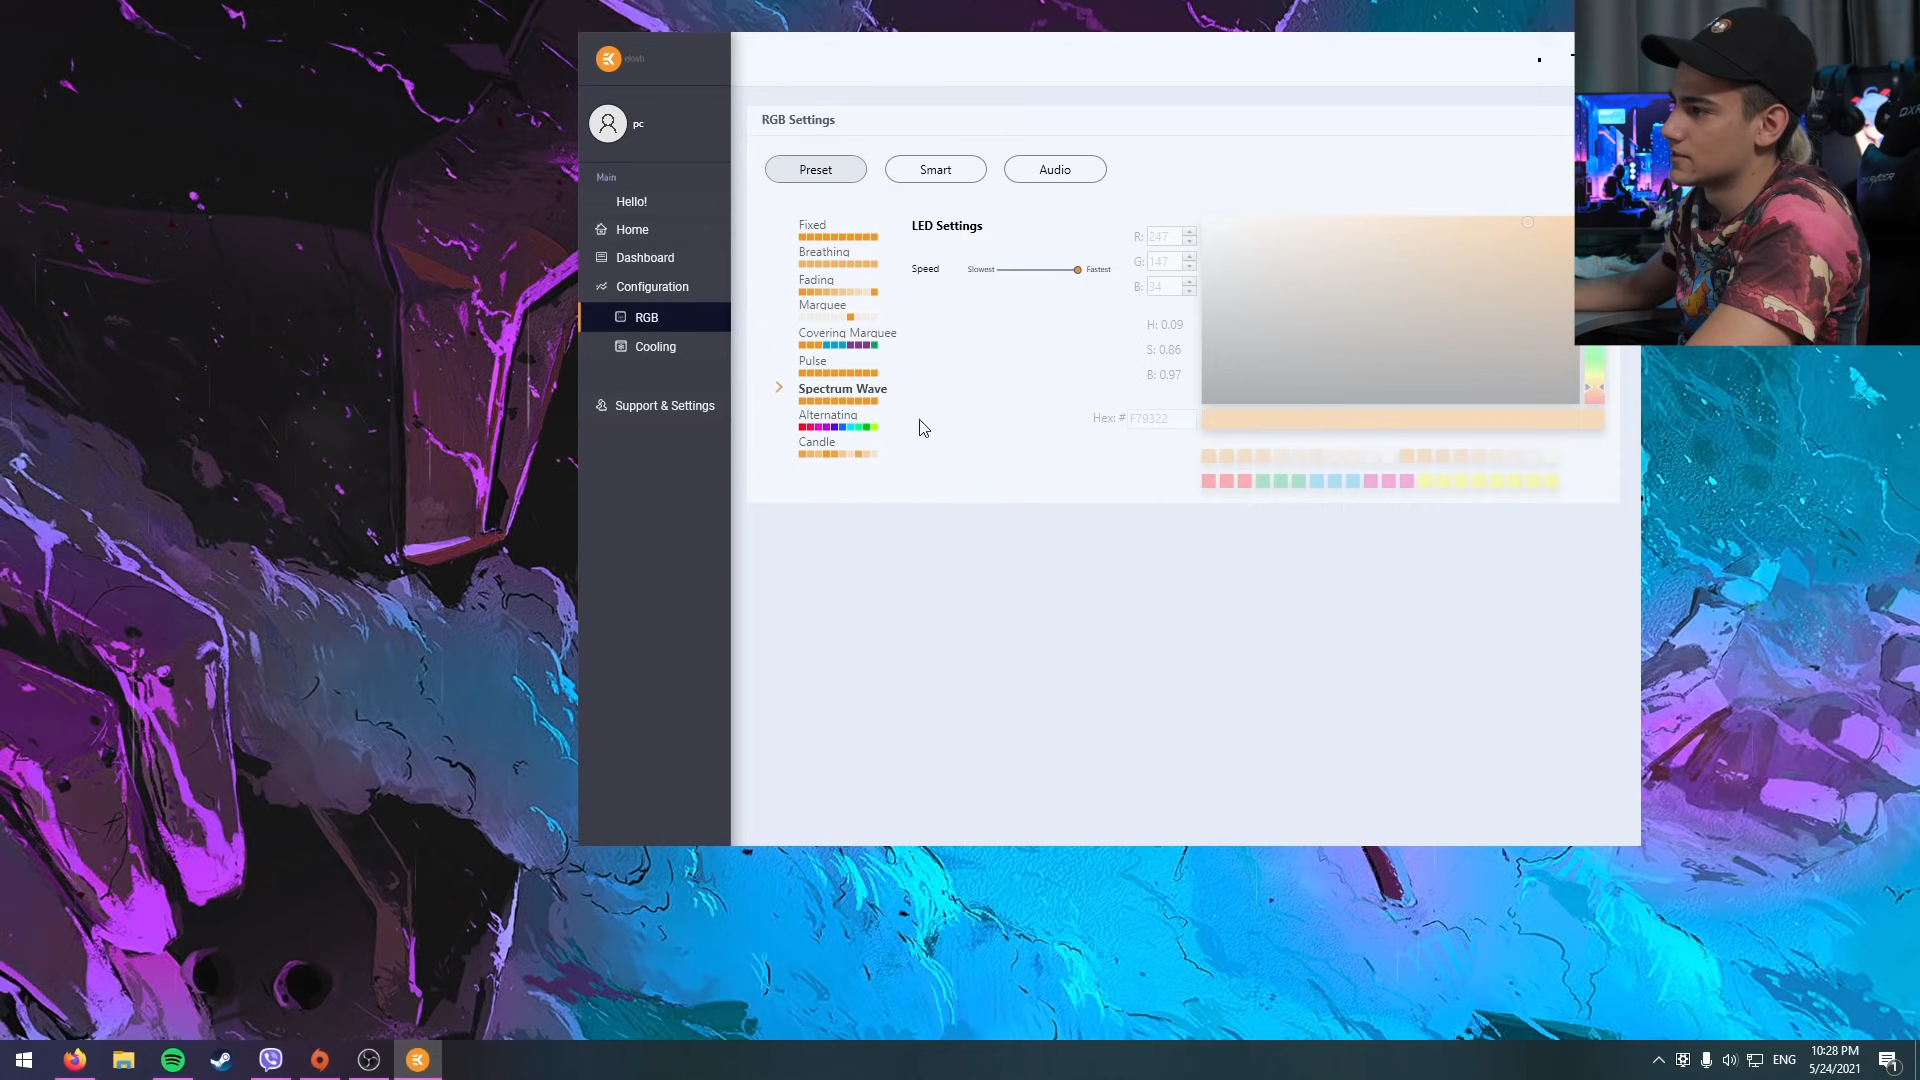 ekwb
pc
Main
Hello!
Home
Dashboard
Configuration
RGB
Cooling
Support & Settings
RGB Settings
Preset
Smart
Audio
Fixed
Breathing
Fading
Marquee
Covering Marquee
Pulse
Spectrum Wave
Alternating
Candle
LED Settings
Speed
Slowest
Fastest
R: 247
G: 147
B: 34
H: 0.09
S: 0.86
B: 0.97
Hex: # F79322
ENG
10:28 PM
5/24/2021
1